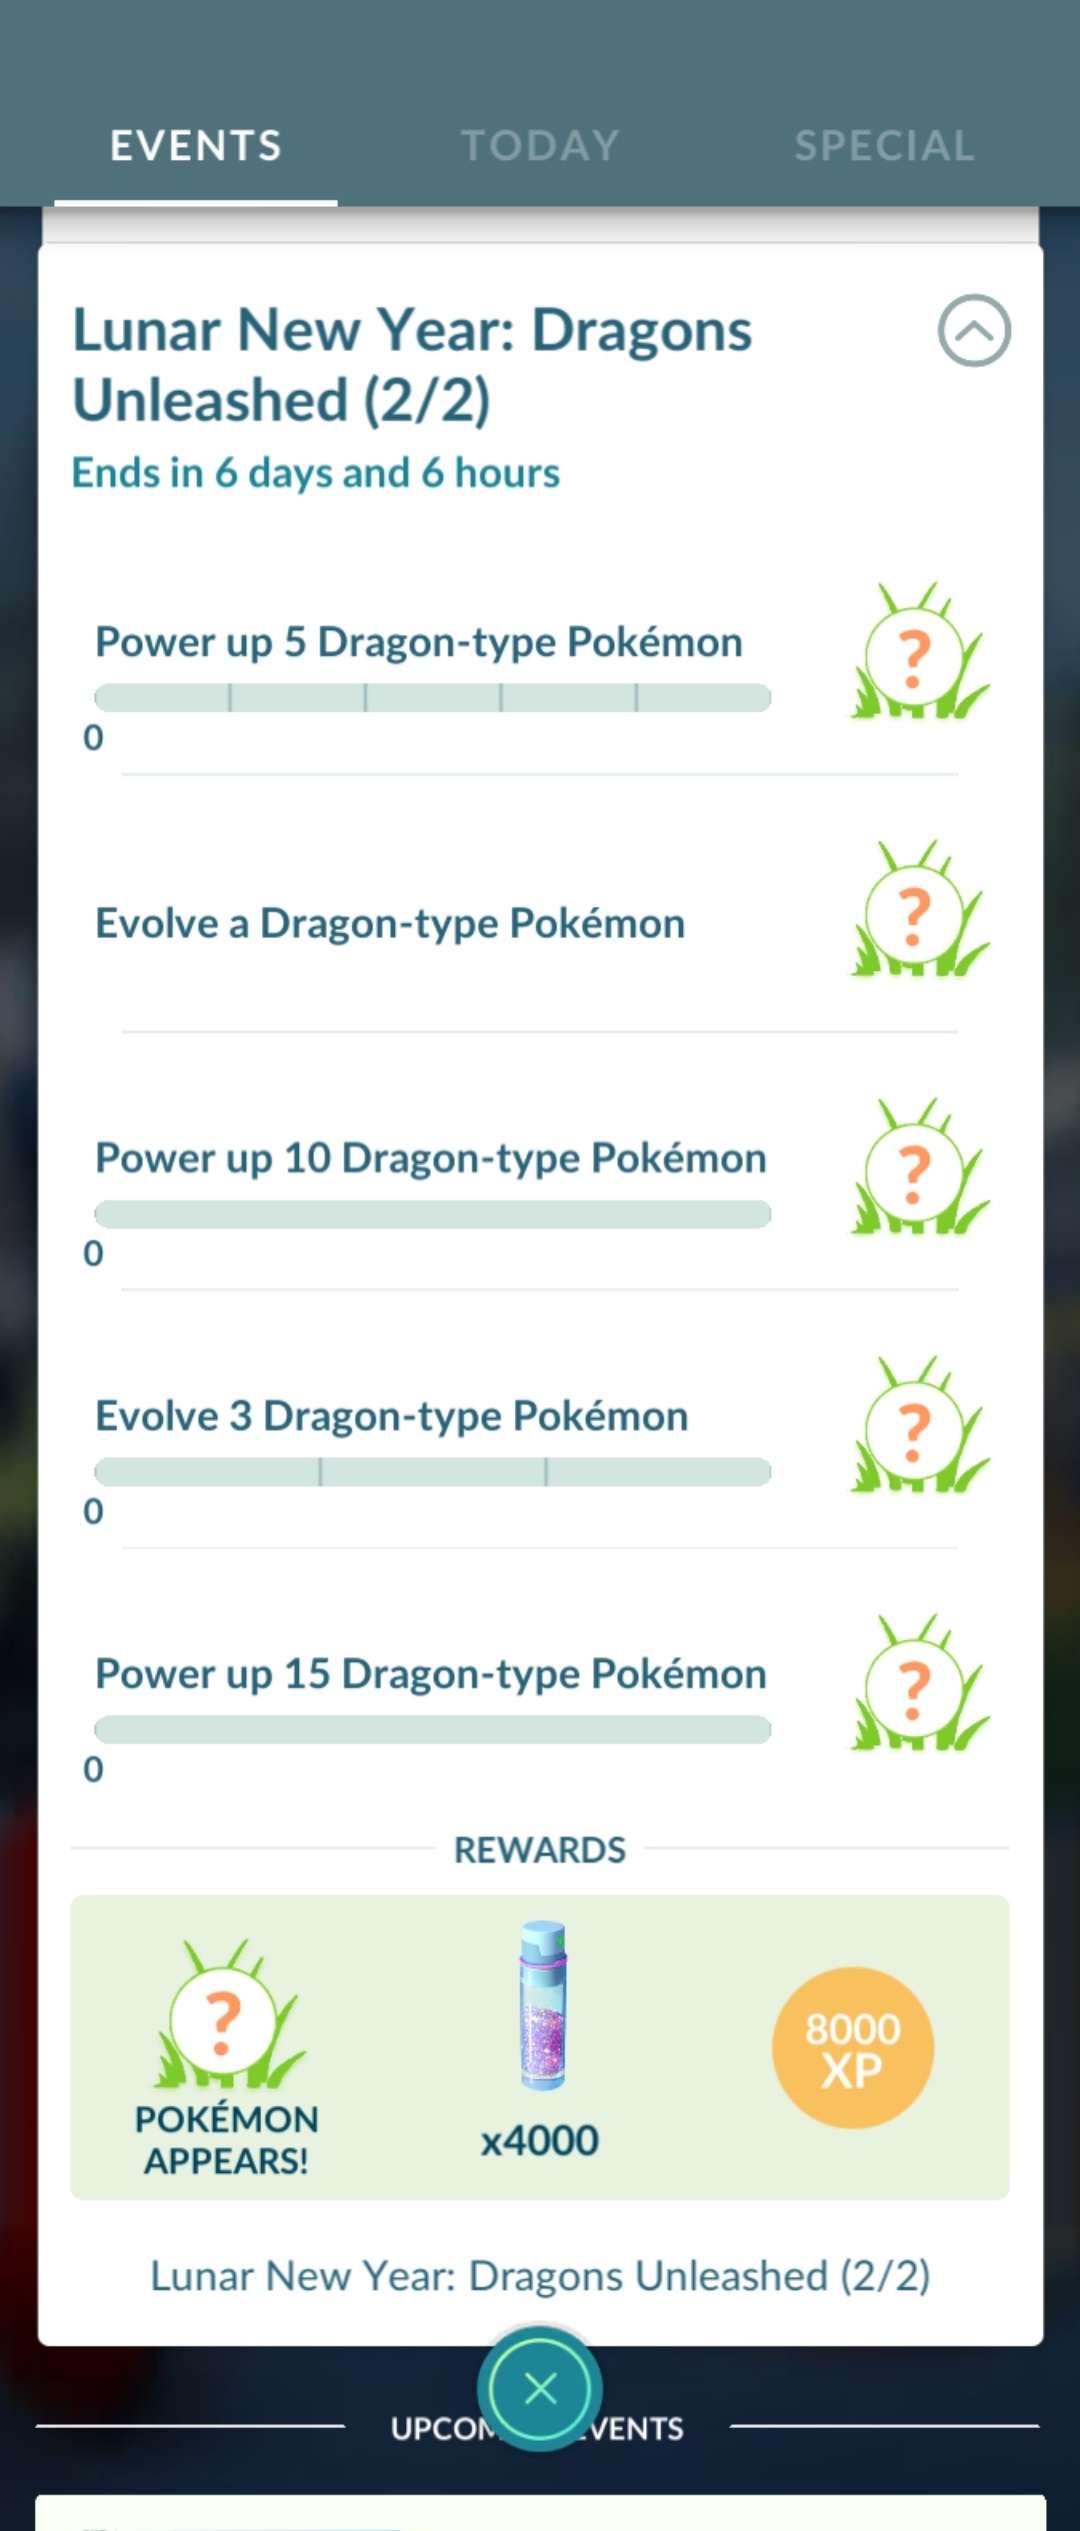 EVENTS TODAY SPECIAL
Lunar New Year: Dragons
Unleashed (2/2)
Ends in 6 days and 6 hours
Power up 5 Dragon-type Pokémon
?
0
Evolve a Dragon-type Pokémon
?
Power up 10 Dragon-type Pokémon
?
0
Evolve 3 Dragon-type Pokémon
?
0
Power up 15 Dragon-type Pokémon
?
0
REWARDS
?
POKÉMON
APPEARS!
x4000
8000
XP
Lunar New Year: Dragons Unleashed (2/2)